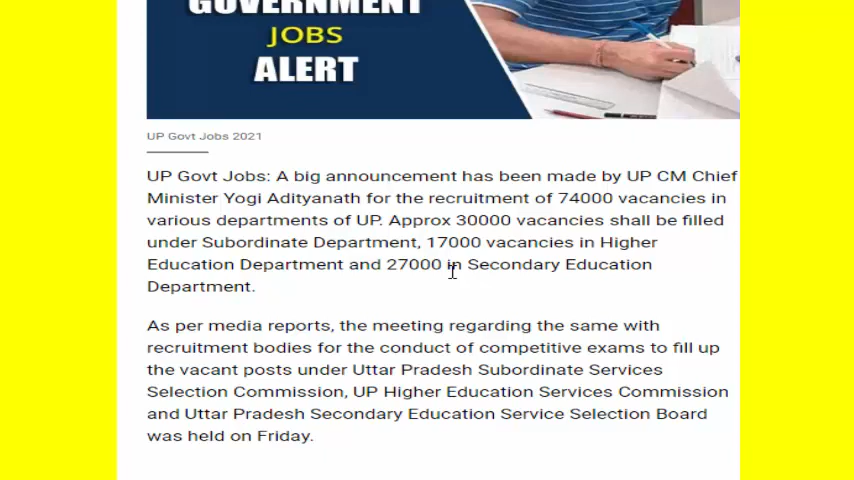 GOVERNMENT
JOBS
ALERT
UP Govt Jobs 2021
UP Govt Jobs: A big announcement has been made by UP CM Chief
Minister Yogi Adityanath for the recruitment of 74000 vacancies in
various departments of UP. Approx 30000 vacancies shall be filled
under Subordinate Department, 17000 vacancies in Higher
Education Department and 27000 in Secondary Education
Department.
As per media reports, the meeting regarding the same with
recruitment bodies for the conduct of competitive exams to fill up
the vacant posts under Uttar Pradesh Subordinate Services
Selection Commission, UP Higher Education Services Commission
and Uttar Pradesh Secondary Education Service Selection Board
was held on Friday.